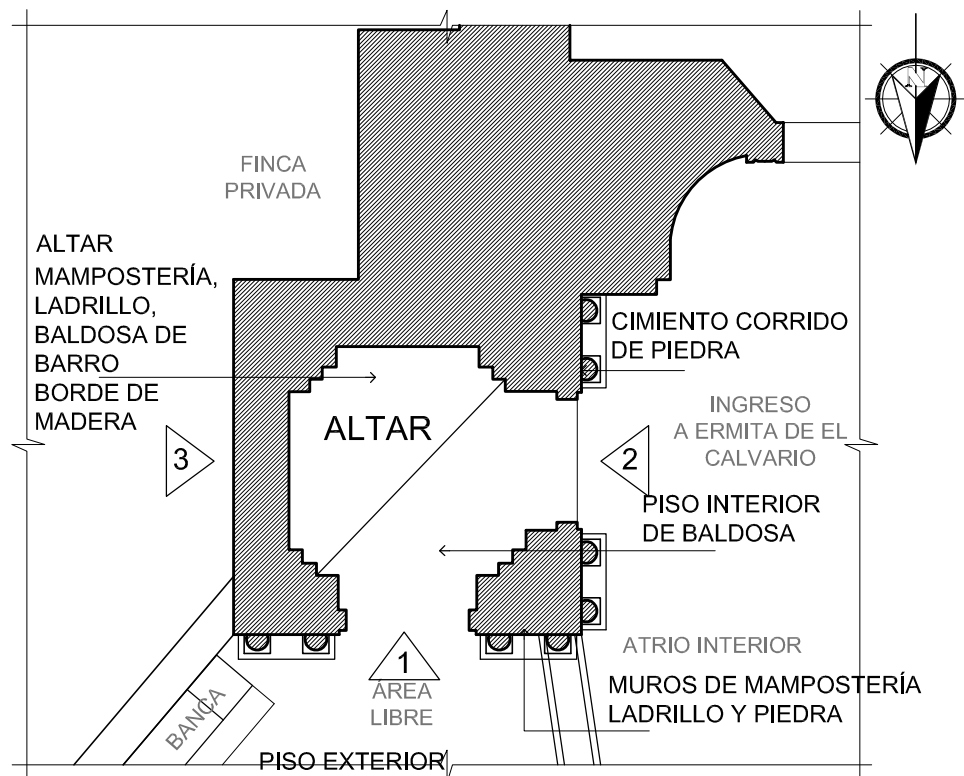 N
FINCA
PRIVADA
ALTAR
MAMPOSTERÍA,
LADRILLO,
BALDOSA DE
BARRO
BORDE DE
MADERA
CIMIENTO CORRIDO
DE PIEDRA
ALTAR
INGRESO
A ERMITA DE EL
CALVARIO
3
2
PISO INTERIOR
DE BALDOSA
ATRIO INTERIOR
1
ÁREA
LIBRE
MUROS DE MAMPOSTERÍA
LADRILLO Y PIEDRA
BANCA
PISO EXTERIOR